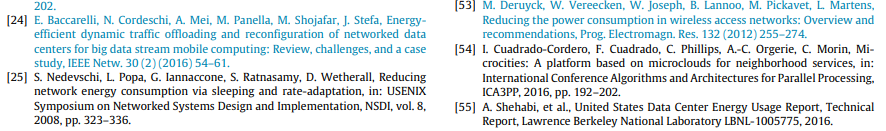 202.
[24] E. Baccarelli, N. Cordeschi, A. Mei, M. Panella, M. Shojafar, J. Stefa, Energy-
efficient dynamic traffic offloading and reconfiguration of networked data
centers for big data stream mobile computing: Review, challenges, and a case
study, IEEE Netw. 30 (2) (2016) 54–61.
[25] S. Nedevschi, L. Popa, G. Iannaccone, S. Ratnasamy, D. Wetherall, Reducing
network energy consumption via sleeping and rate-adaptation, in: USENIX
Symposium on Networked Systems Design and Implementation, NSDI, vol. 8,
2008, pp. 323–336.
[53] M. Deruyck, W. Vereecken, W. Joseph, B. Lannoo, M. Pickavet, L. Martens,
Reducing the power consumption in wireless access networks: Overview and
recommendations, Prog. Electromagn. Res. 132 (2012) 255–274.
[54] I. Cuadrado-Cordero, F. Cuadrado, C. Phillips, A.-C. Orgerie, C. Morin, Mi-
crocities: A platform based on microclouds for neighborhood services, in:
International Conference Algorithms and Architectures for Parallel Processing,
ICA3PP, 2016, pp. 192–202.
[55] A. Shehabi, et al., United States Data Center Energy Usage Report, Technical
Report, Lawrence Berkeley National Laboratory LBNL-1005775, 2016.